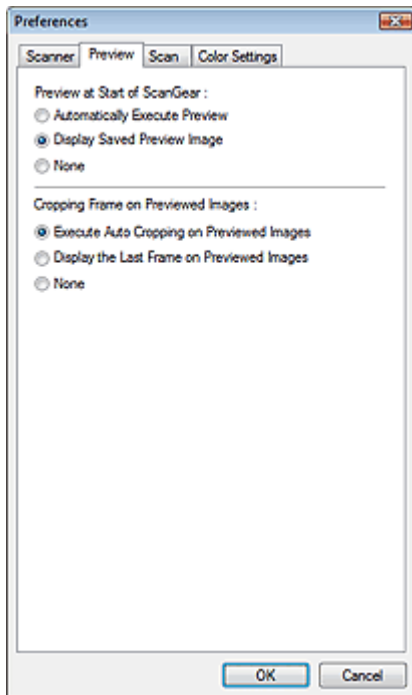 Preferences
Scanner Preview Scan Color Settings
Preview at Start of ScanGear :
Automatically Execute Preview
Display Saved Preview Image
None
Cropping Frame on Previewed Images :
Execute Auto Cropping on Previewed Images
Display the Last Frame on Previewed Images
None
OK Cancel